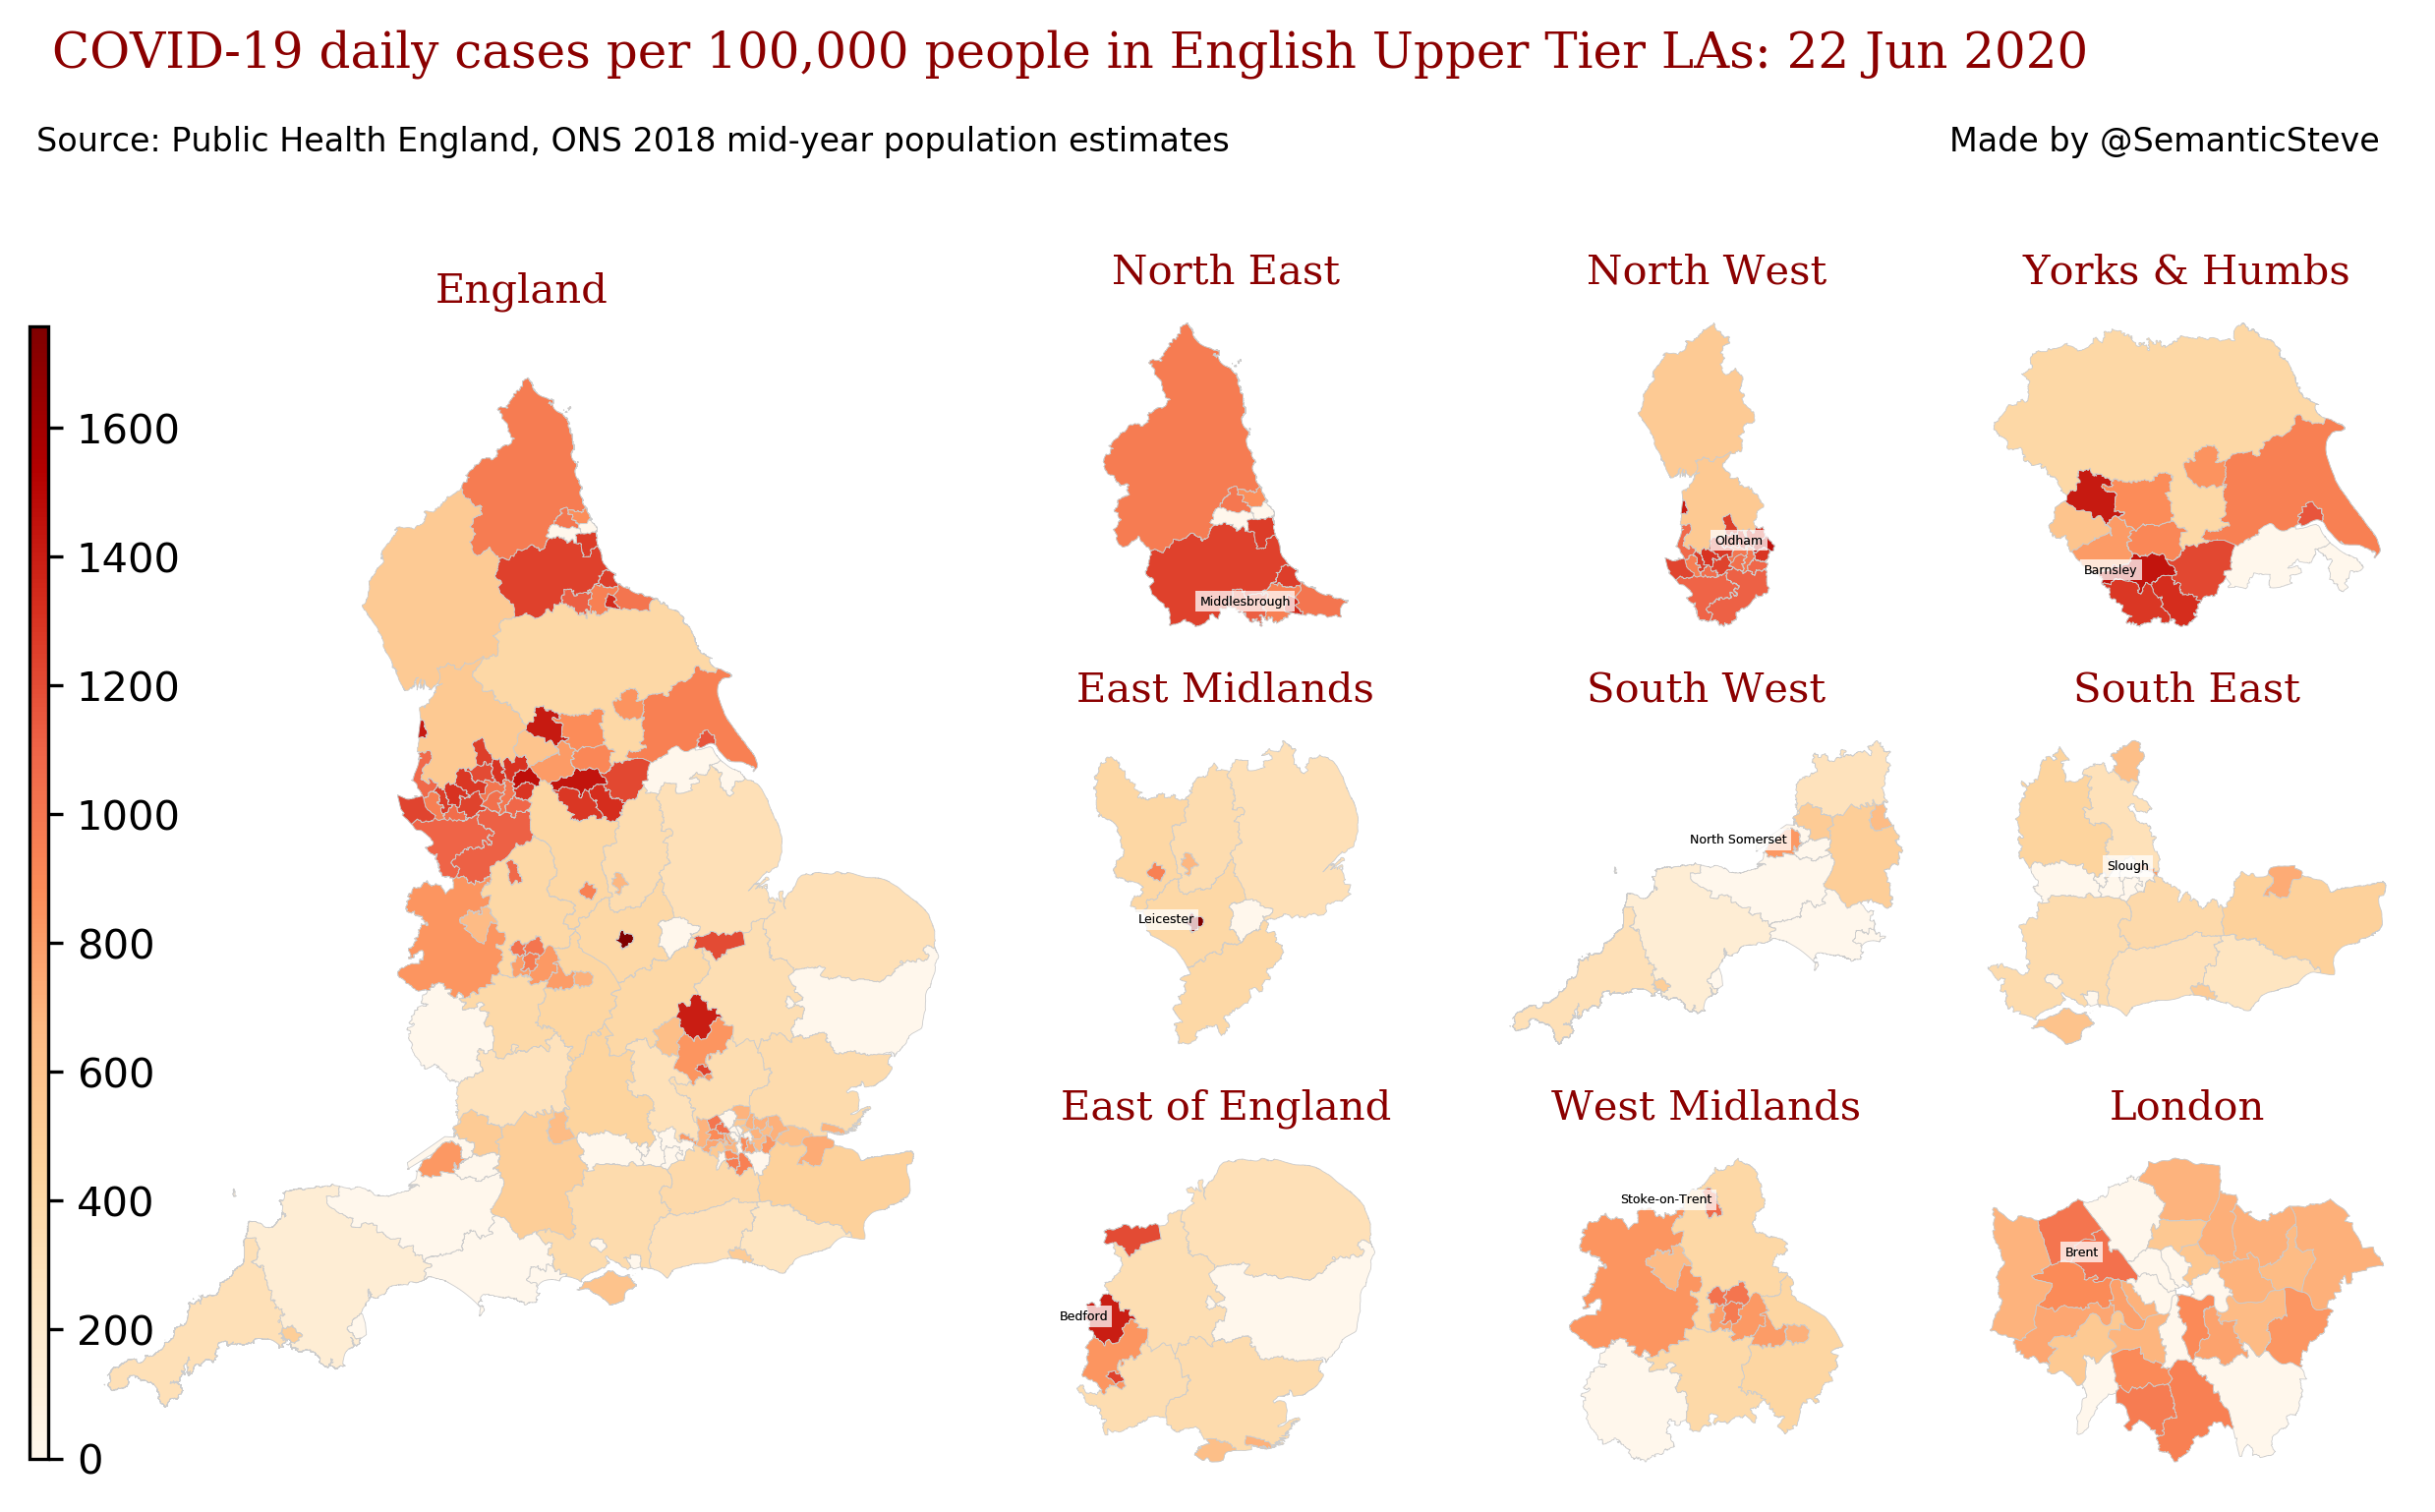 COVID-19 daily cases per 100,000 people in English Upper Tier LAs: 22 Jun 2020
Source: Public Health England, ONS 2018 mid-year population estimates
Made by @SemanticSteve
England
1600
1400
1200
1000
800
600
400
200
0
North East
Middlesbrough
North West
Oldham
Yorks & Humbs
Barnsley
East Midlands
Leicester
South West
North Somerset
South East
Slough
East of England
Bedford
West Midlands
Stoke-on-Trent
London
Brent